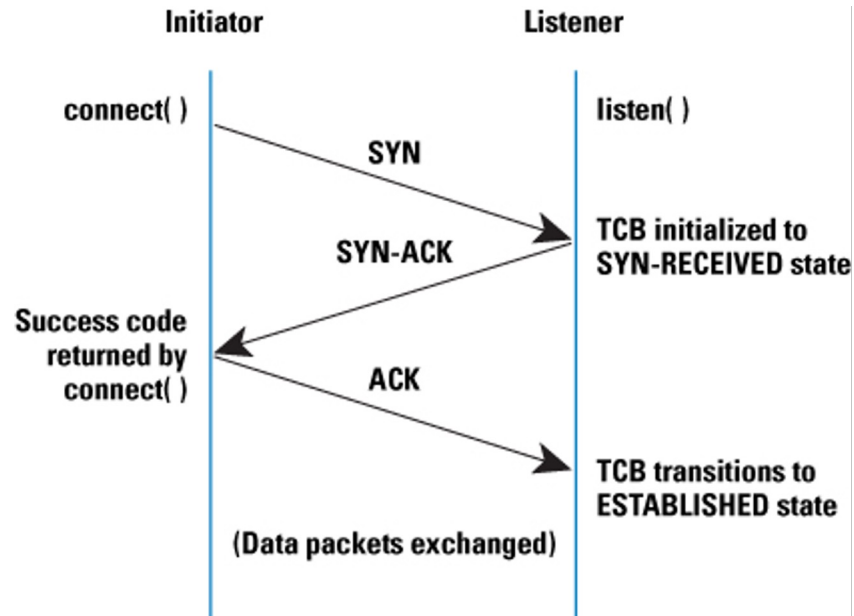 Initiator
Listener
connect( )
listen( )
SYN
TCB initialized to
SYN-RECEIVED state
SYN-ACK
Success code
returned by
connect( )
ACK
TCB transitions to
ESTABLISHED state
(Data packets exchanged)